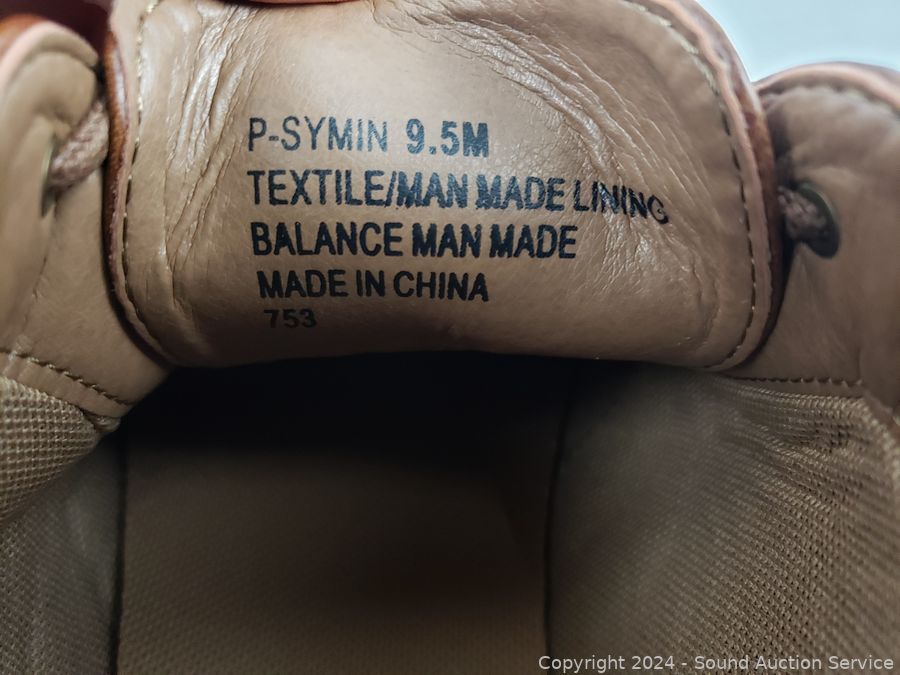 P-SYMIN 9.5M
TEXTILE/MAN MADE LINING
BALANCE MAN MADE
MADE IN CHINA
753
Copyright 2024 - Sound Auction Service